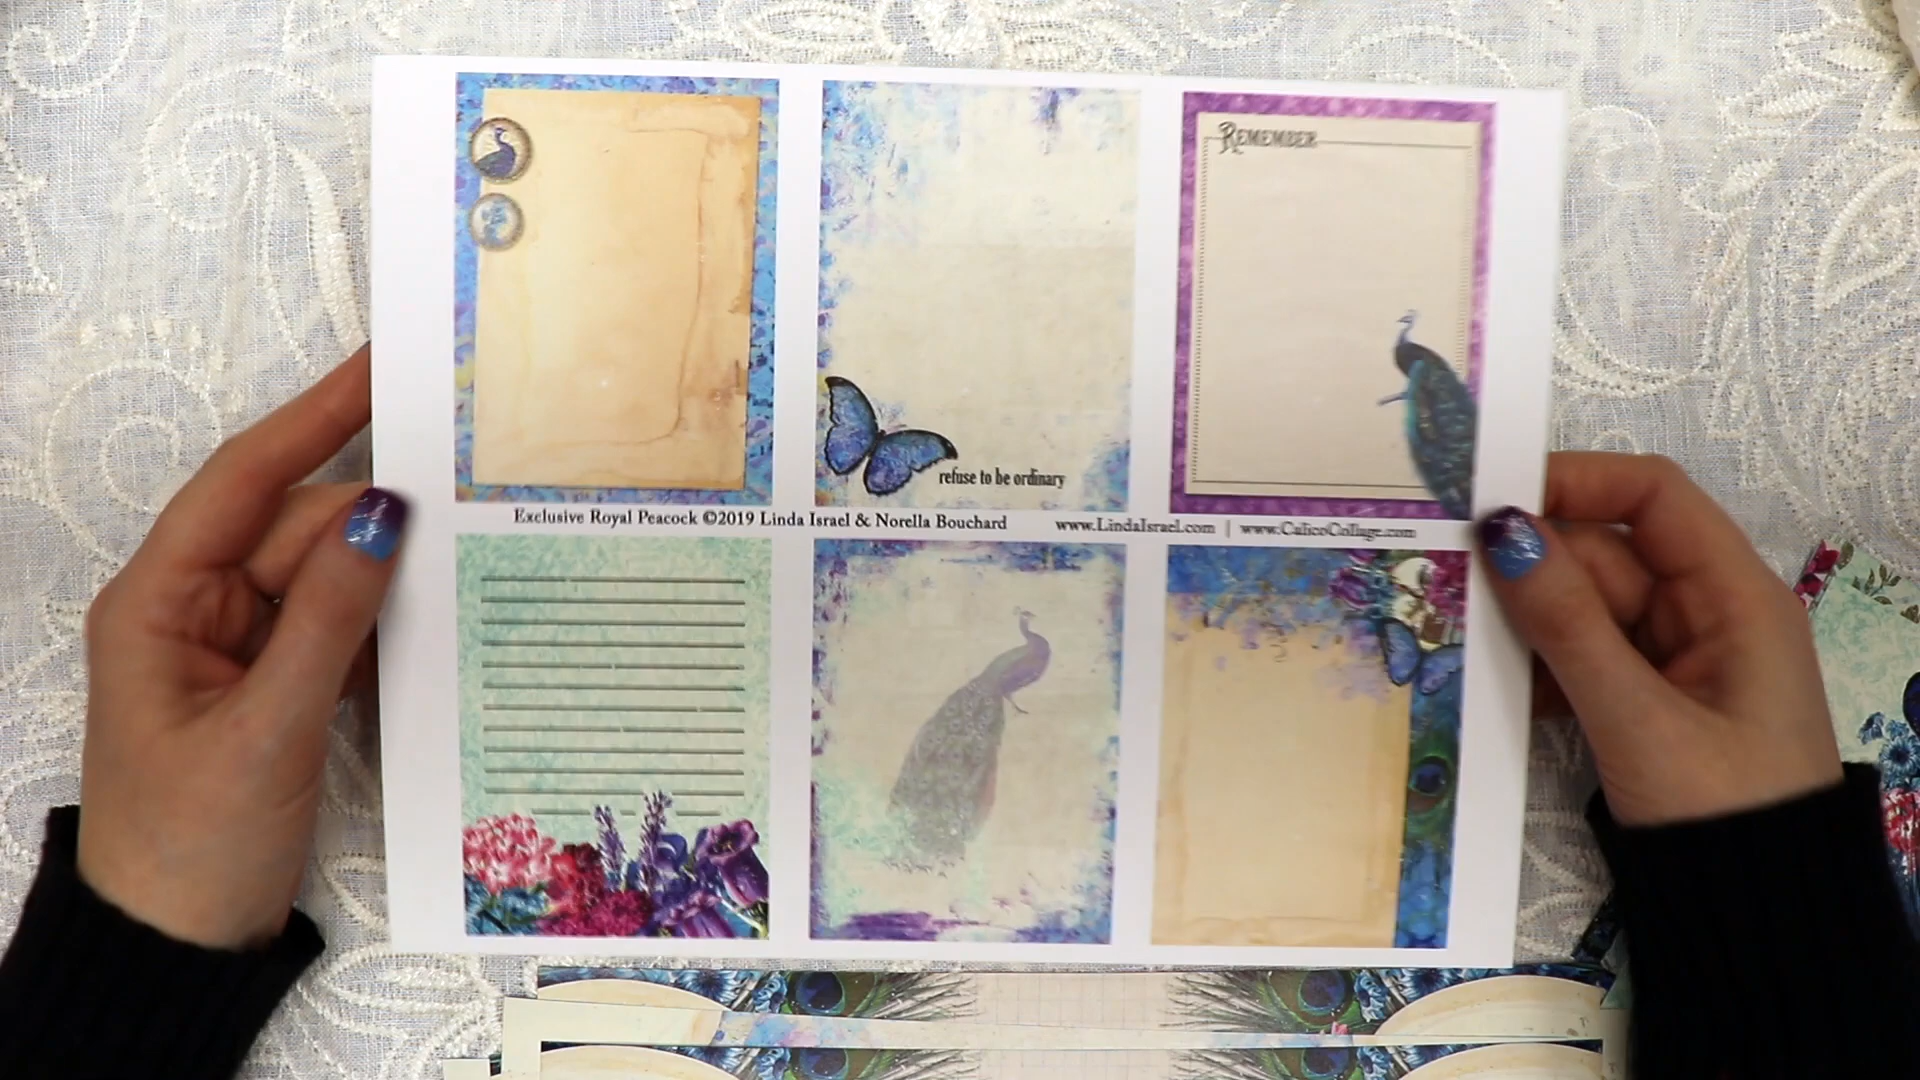 REMEMBER
refuse to be ordinary
Exclusive Royal Peacock ©2019 Linda Israel & Norella Bouchard www.LindaIsrael.com | www.CalicoCollage.com